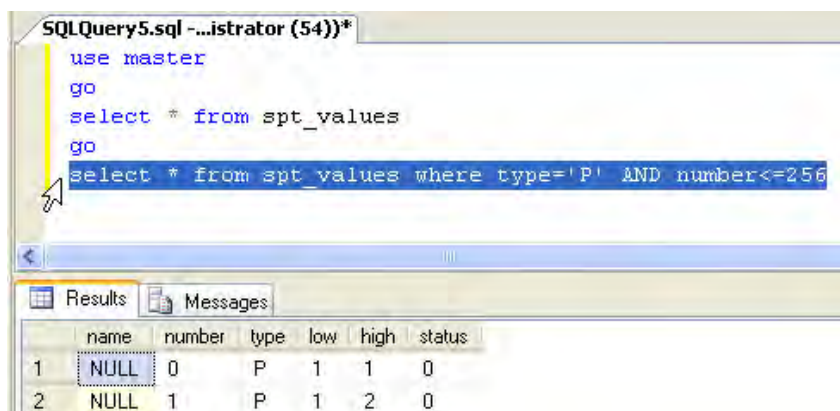 SQLQuery5.sql -...istrator (54))*
use master
go
select * from spt_values
go
select * from spt_values where type='P' AND number<=256
Results Messages
name number type low high status
1 NULL 0 P 1 1 0
2 NULL 1 P 1 2 0